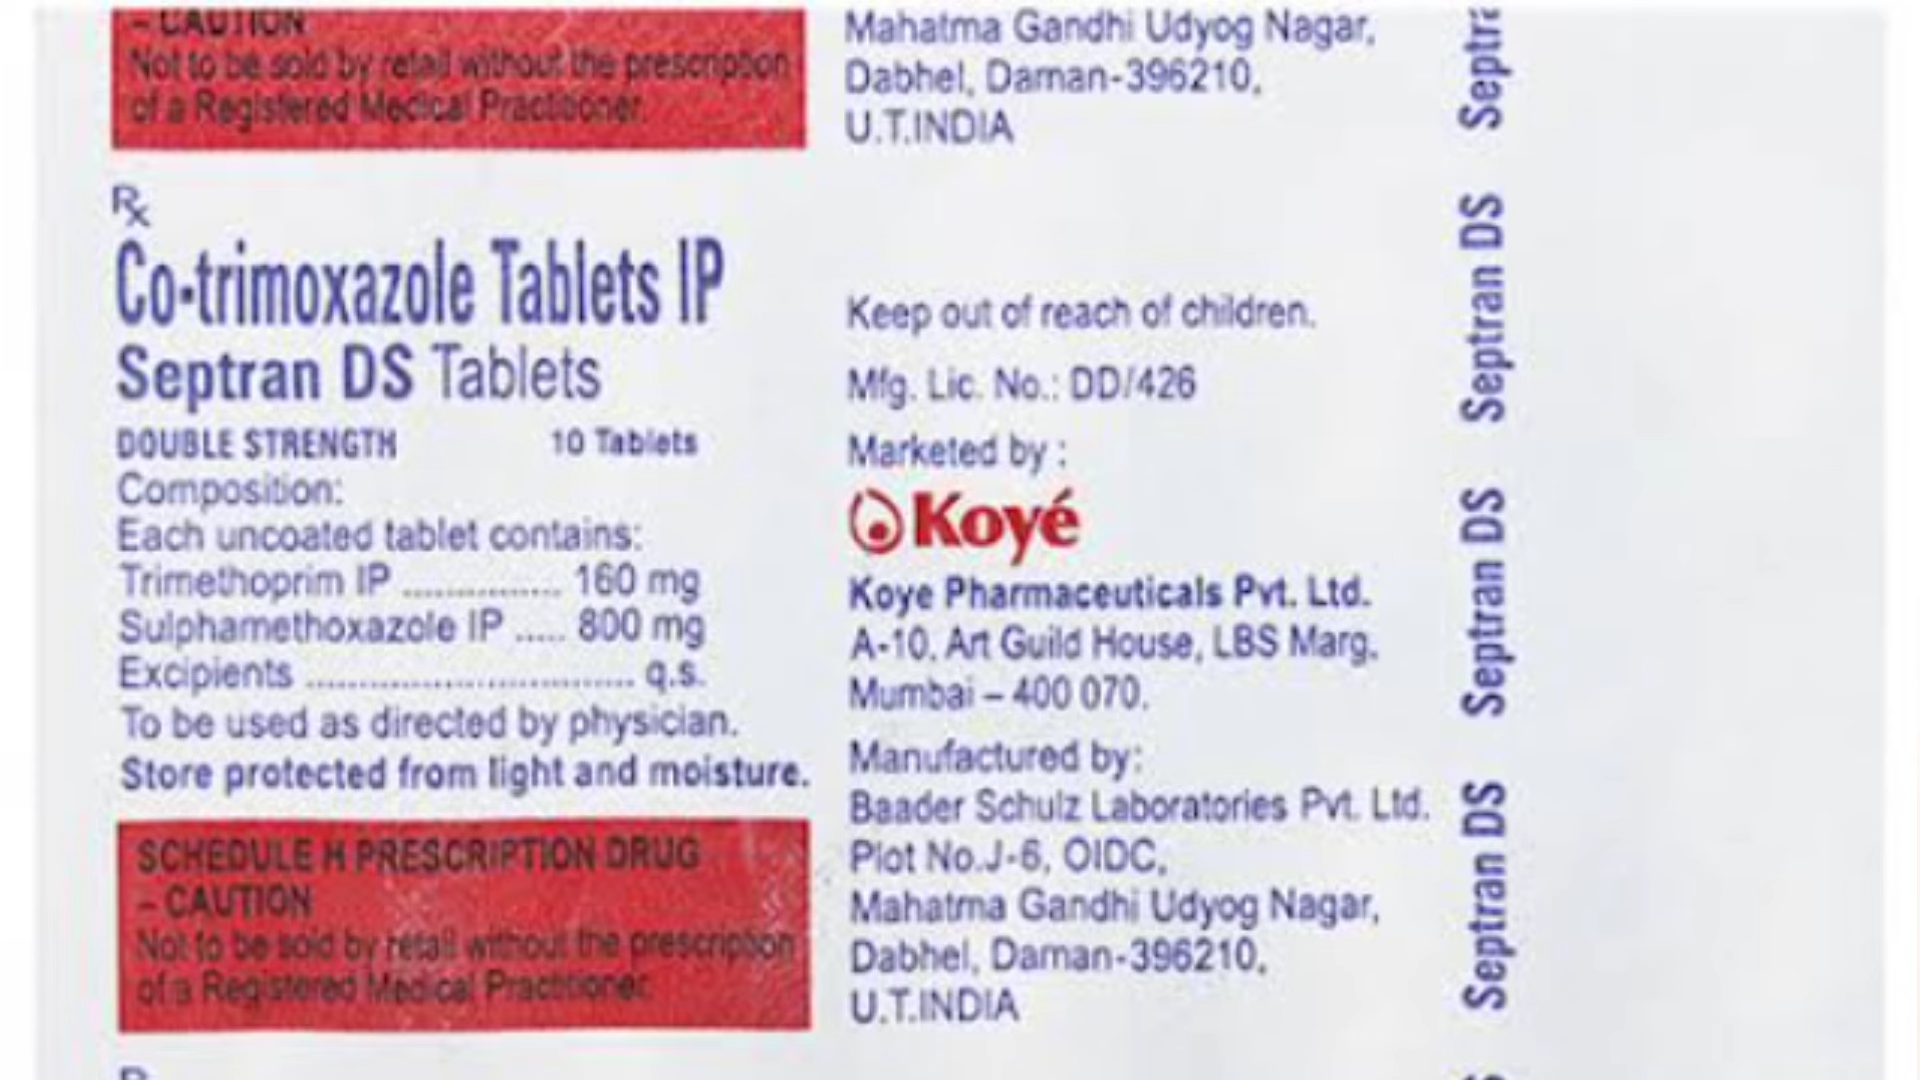 - CAUTION
Not to be sold by retail without the prescription
of a Registered Medical Practitioner.
Rx
Co-trimoxazole Tablets IP
Septran DS Tablets
DOUBLE STRENGTH 10 Tablets
Composition:
Each uncoated tablet contains:
Trimethoprim IP ............... 160 mg
Sulphamethoxazole IP ..... 800 mg
Excipients ............................... q.s.
To be used as directed by physician.
Store protected from light and moisture.
SCHEDULE H PRESCRIPTION DRUG
- CAUTION
Not to be sold by retail without the prescription
of a Registered Medical Practitioner.
Mahatma Gandhi Udyog Nagar,
Dabhel, Daman-396210,
U.T.INDIA
Keep out of reach of children.
Mfg. Lic. No.: DD/426
Marketed by :
Koyé
Koye Pharmaceuticals Pvt. Ltd.
A-10, Art Guild House, LBS Marg,
Mumbai – 400 070.
Manufactured by:
Baader Schulz Laboratories Pvt. Ltd.
Plot No.J-6, OIDC,
Mahatma Gandhi Udyog Nagar,
Dabhel, Daman-396210,
U.T.INDIA
Septra
Septran DS
Septran DS
Septran DS